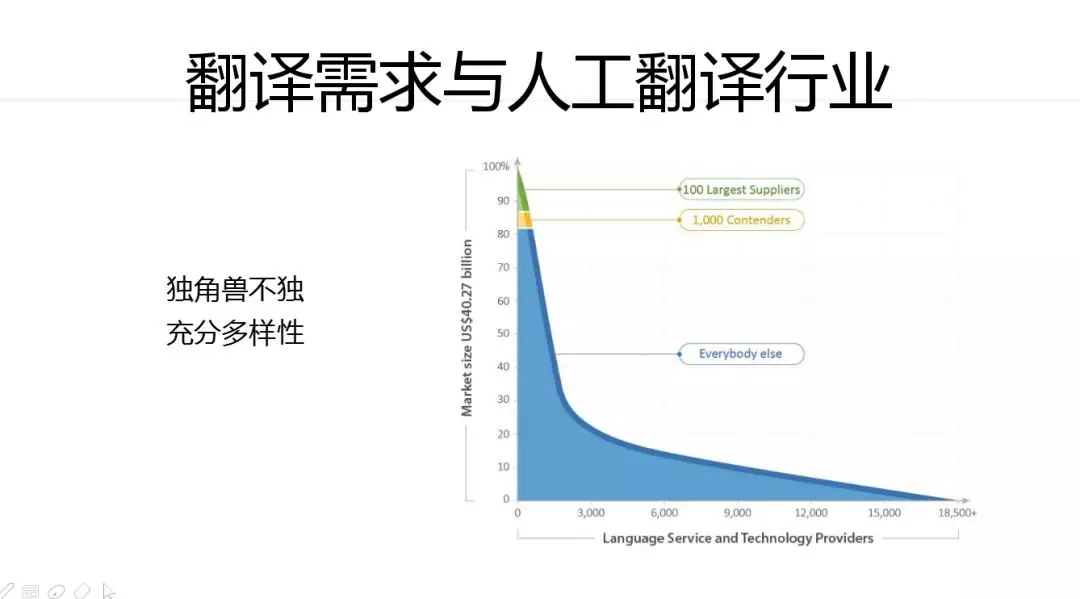 翻译需求与人工翻译行业
独角兽不独
充分多样性
Market size US$40.27 billion
100%
90
80
70
60
50
40
30
20
10
0
100 Largest Suppliers
1,000 Contenders
Everybody else
0 3,000 6,000 9,000 12,000 15,000 18,500+
Language Service and Technology Providers